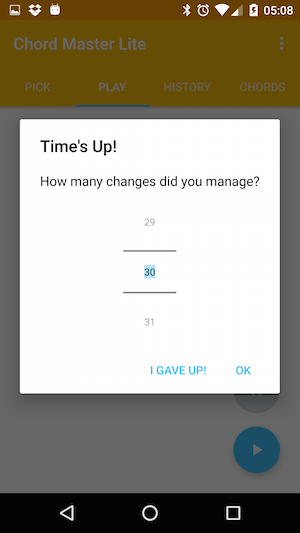 05:08
Chord Master Lite
PICK PLAY HISTORY CHORDS
Time's Up!
How many changes did you manage?
29
30
31
I GAVE UP! OK